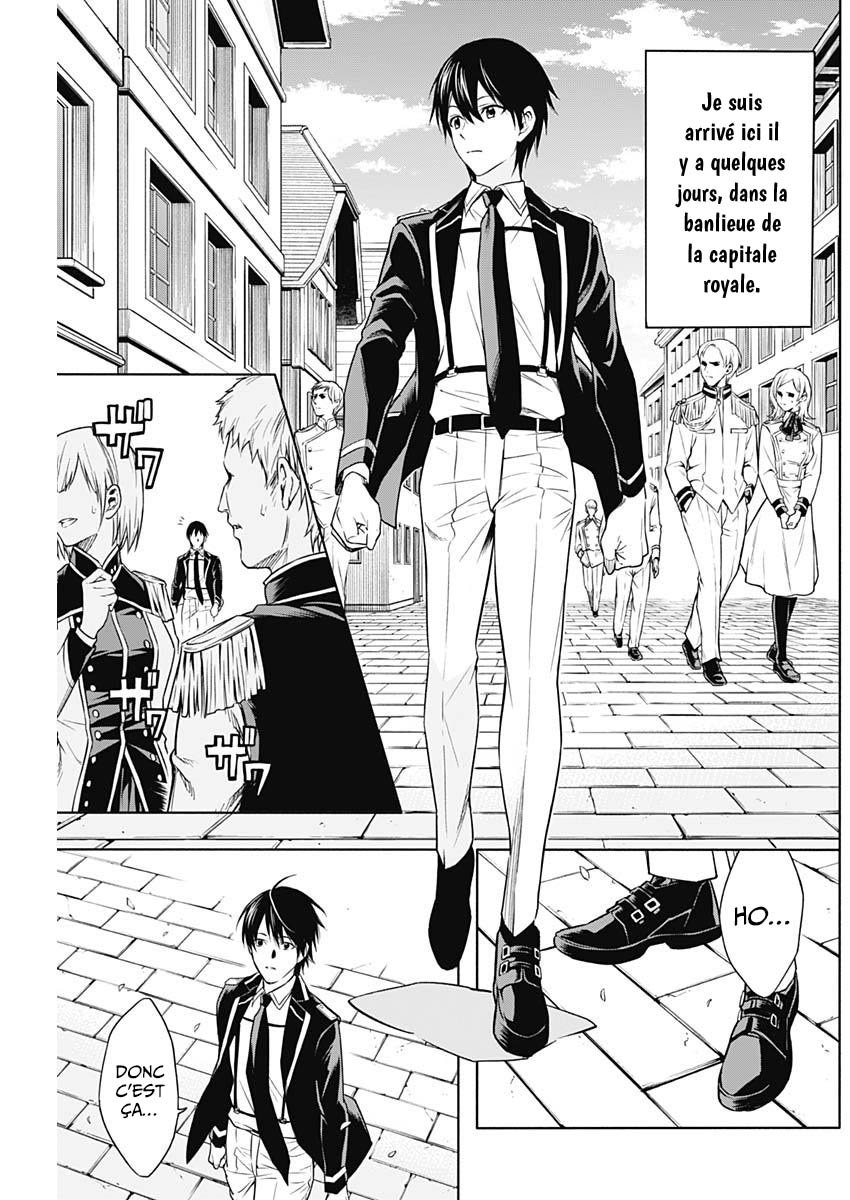 Je suis
arrivé ici il
y a quelques
jours, dans la
banlieue de
la capitale
royale.
ザワ
ザワ
ザワ
HO...
DONC
C'EST
ÇA...